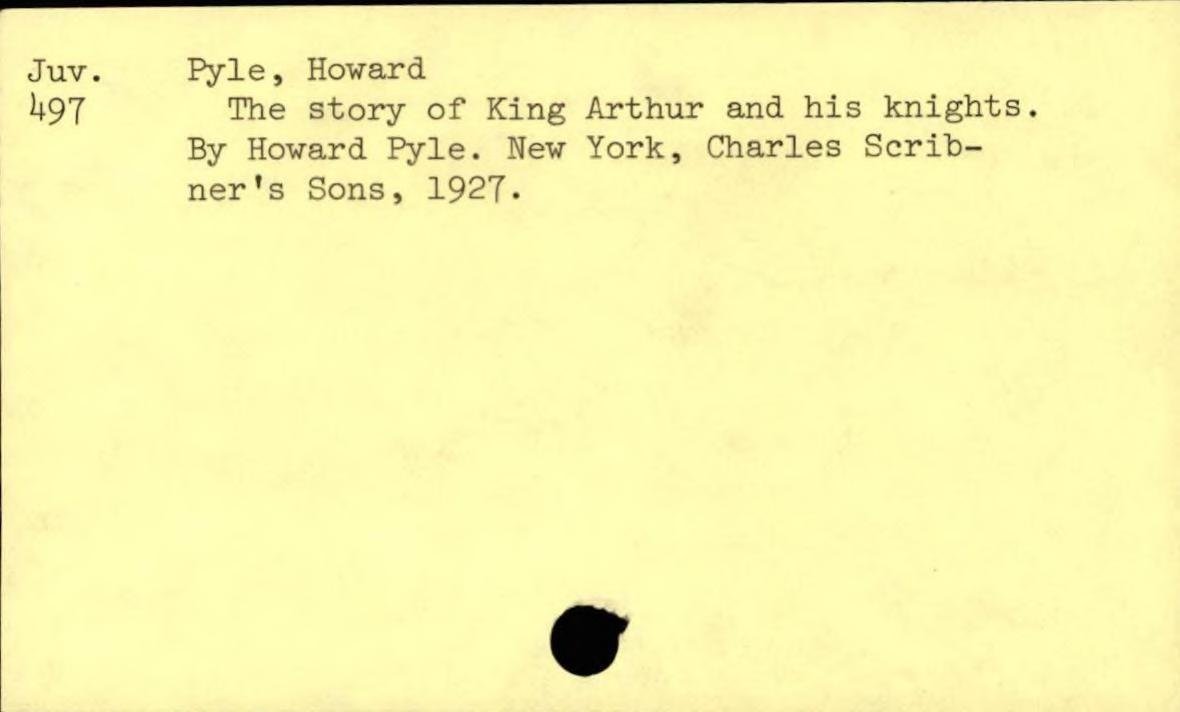 Juv. Pyle, Howard
497 The story of King Arthur and his knights.
By Howard Pyle. New York, Charles Scrib-
ner's Sons, 1927.